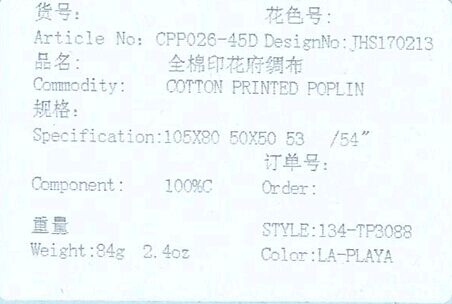 货号: 花色号:
Article No: CPP026-45D DesignNo:JHS170213
品名: 全棉印花府绸布
Commodity: COTTON PRINTED POPLIN
规格:
Specification:105X80 50X50 53 /54"
订单号:
Component: 100%C Order:
重量 STYLE:134-TP3088
Weight:84g 2.4oz Color:LA-PLAYA